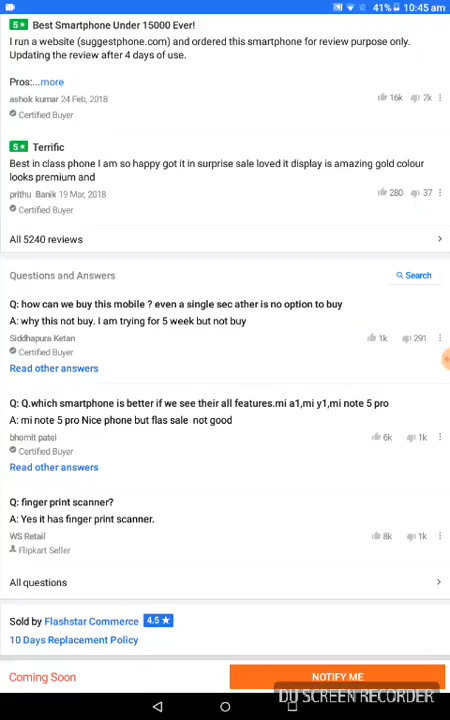 41% 10:45 am
5★ Best Smartphone Under 15000 Ever!
I run a website (suggestphone.com) and ordered this smartphone for review purpose only.
Updating the review after 4 days of use.
Pros:...more
ashok kumar 24 Feb, 2018 16k 2k
Certified Buyer
5★ Terrific
Best in class phone I am so happy got it in surprise sale loved it display is amazing gold colour
looks premium and
prithu Banik 19 Mar, 2018 280 37
Certified Buyer
All 5240 reviews
Questions and Answers Search
Q: how can we buy this mobile ? even a single sec ather is no option to buy
A: why this not buy. I am trying for 5 week but not buy
Siddhapura Ketan 1k 291
Certified Buyer
Read other answers
Q: Q.which smartphone is better if we see their all features.mi a1,mi y1,mi note 5 pro
A: mi note 5 pro Nice phone but flas sale not good
bhomit patel 6k 1k
Certified Buyer
Read other answers
Q: finger print scanner?
A: Yes it has finger print scanner.
WS Retail 8k 1k
Flipkart Seller
All questions
Sold by Flashstar Commerce 4.5 ★
10 Days Replacement Policy
Coming Soon NOTIFY ME
DU SCREEN RECORDER